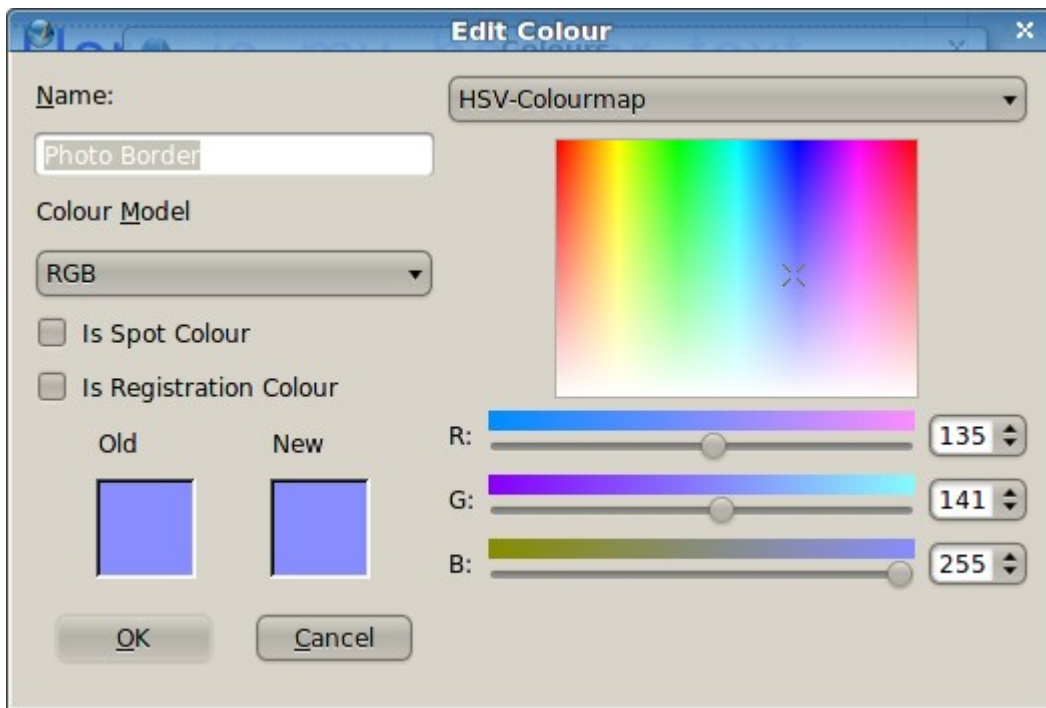 Edit Colour
Colours
Name:
HSV-Colourmap
Photo Border
Colour Model
RGB
Is Spot Colour
Is Registration Colour
Old New
R: 135
G: 141
B: 255
OK Cancel